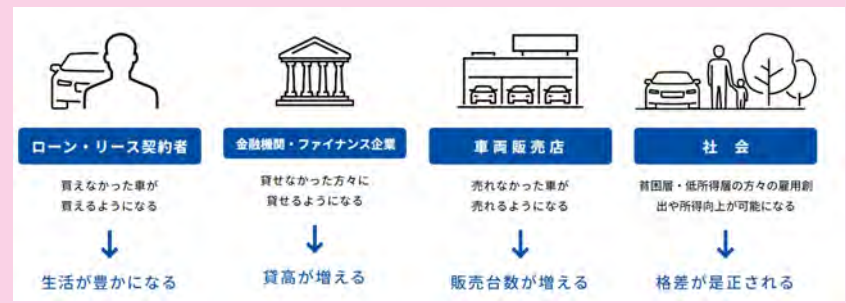 ローン・リース契約者
買えなかった車が
買えるようになる
生活が豊かになる
金融機関・ファイナンス企業
貸せなかった方々に
貸せるようになる
貸高が増える
車両販売店
売れなかった車が
売れるようになる
販売台数が増える
社会
貧困層・低所得層の方々の雇用創
出や所得向上が可能になる
格差が是正される